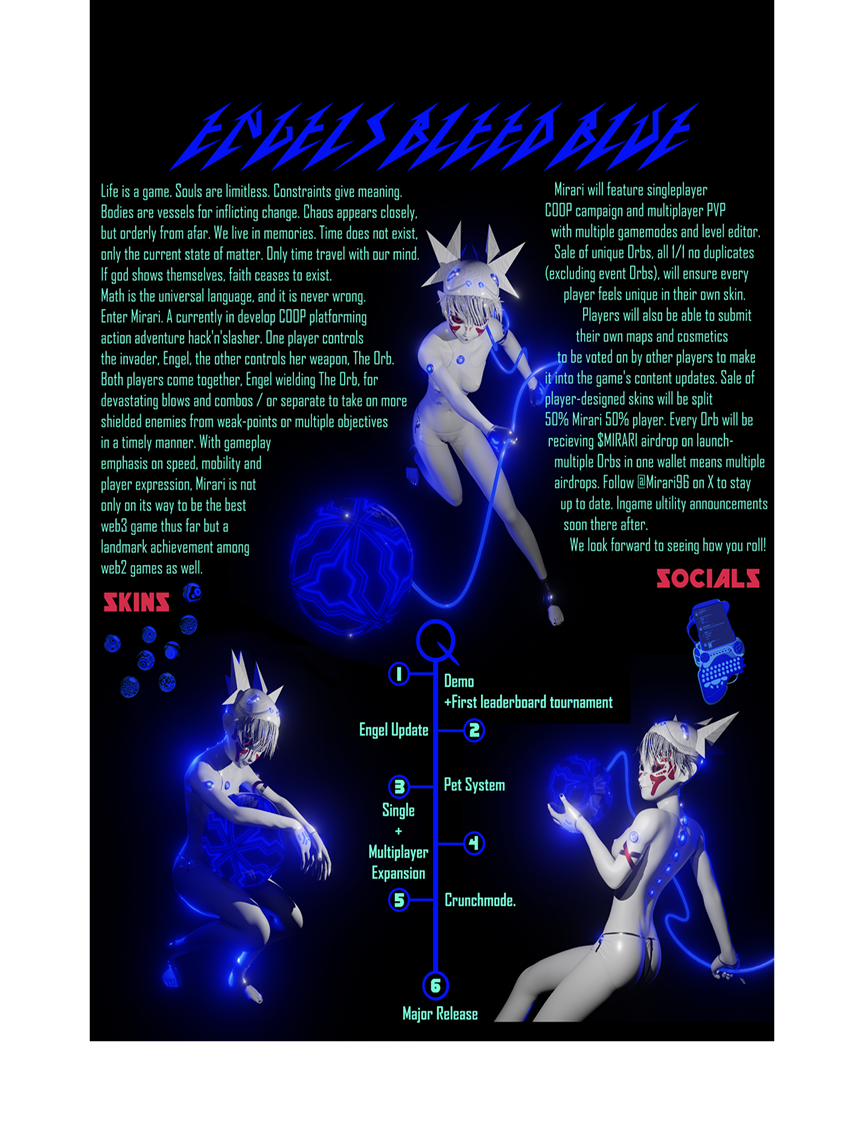 ENGELS BLEED BLUE
Life is a game. Souls are limitless. Constraints give meaning.
Bodies are vessels for inflicting change. Chaos appears closely,
but orderly from afar. We live in memories. Time does not exist,
only the current state of matter. Only time travel with our mind.
If god shows themselves, faith ceases to exist.
Math is the universal language, and it is never wrong.
Enter Mirari. A currently in develop COOP platforming
action adventure hack'n'slasher. One player controls
the invader, Engel, the other controls her weapon, The Orb.
Both players come together, Engel wielding The Orb, for
devastating blows and combos / or separate to take on more
shielded enemies from weak-points or multiple objectives
in a timely manner. With gameplay
emphasis on speed, mobility and
player expression, Mirari is not
only on its way to be the best
web3 game thus far but a
landmark achievement among
web2 games as well.
Mirari will feature singleplayer
COOP campaign and multiplayer PVP
with multiple gamemodes and level editor.
Sale of unique Orbs, all 1/1 no duplicates
(excluding event Orbs), will ensure every
player feels unique in their own skin.
Players will also be able to submit
their own maps and cosmetics
to be voted on by other players to make
it into the game's content updates. Sale of
player-designed skins will be split
50% Mirari 50% player. Every Orb will be
recieving $MIRARI airdrop on launch-
multiple Orbs in one wallet means multiple
airdrops. Follow @Mirari96 on X to stay
up to date. Ingame ultility announcements
soon there after.
We look forward to seeing how you roll!
SKINS
SOCIALS
1
Demo
+First leaderboard tournament
Engel Update
2
3
Pet System
Single
+
Multiplayer
Expansion
4
5
Crunchmode.
6
Major Release